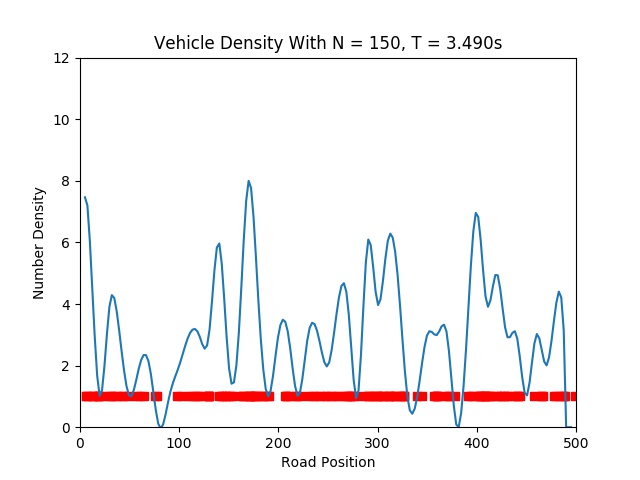 Vehicle Density With N = 150, T = 3.490s
12
10
8
6
4
2
0
Number Density
0 100 200 300 400 500
Road Position